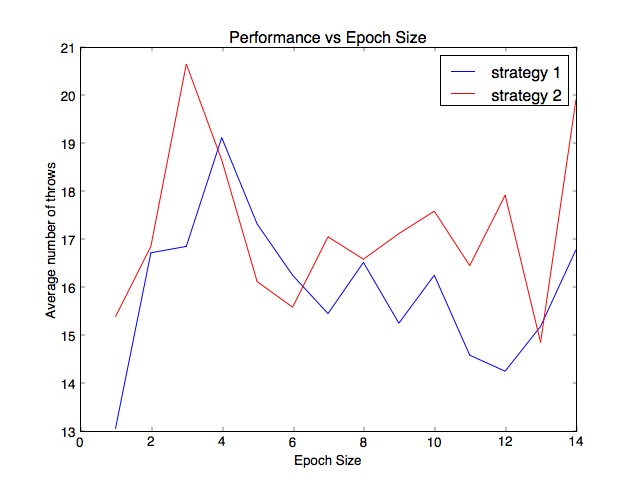 Performance vs Epoch Size
strategy 1
strategy 2
Average number of throws
21
20
19
18
17
16
15
14
13
0 2 4 6 8 10 12 14
Epoch Size